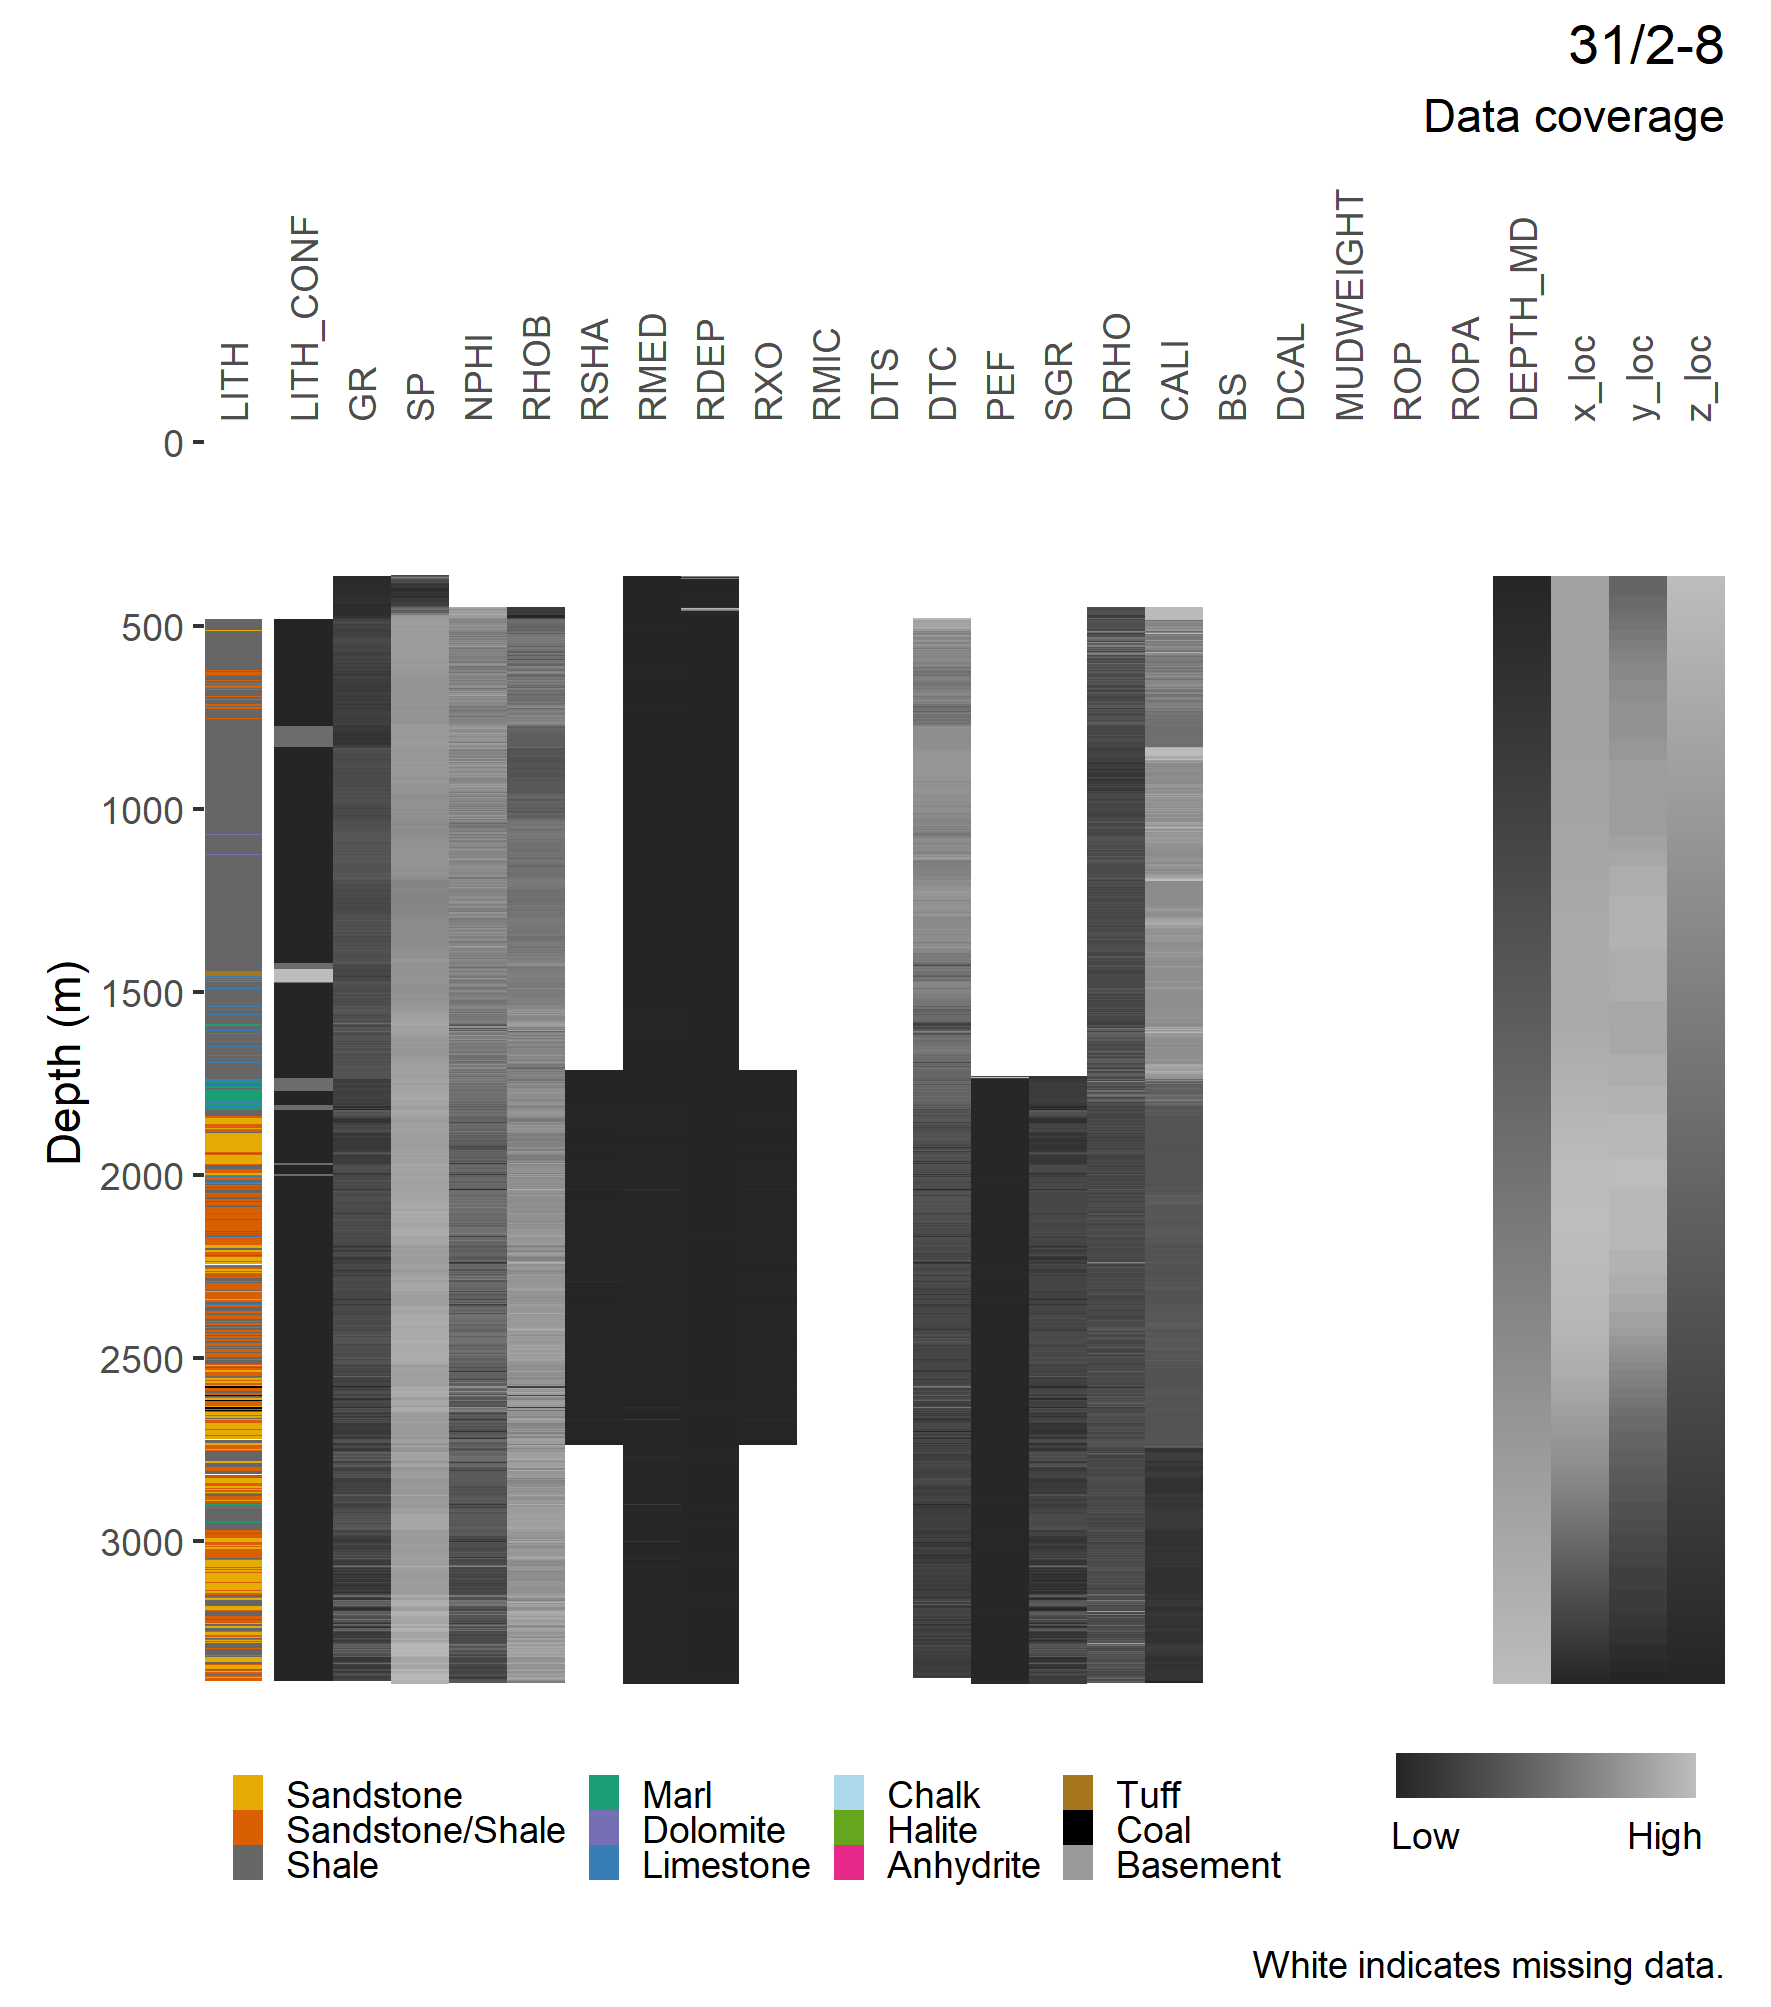 31/2-8
Data coverage
LITH
LITH_CONF
GR
SP
NPHI
RHOB
RSHA
RMED
RDEP
RXO
RMIC
DTS
DTC
PEF
SGR
DRHO
CALI
BS
DCAL
MUDWEIGHT
ROP
ROPA
DEPTH_MD
x_loc
y_loc
z_loc
Depth (m)
0
500
1000
1500
2000
2500
3000
Sandstone
Sandstone/Shale
Shale
Marl
Dolomite
Limestone
Chalk
Halite
Anhydrite
Tuff
Coal
Basement
Low
High
White indicates missing data.